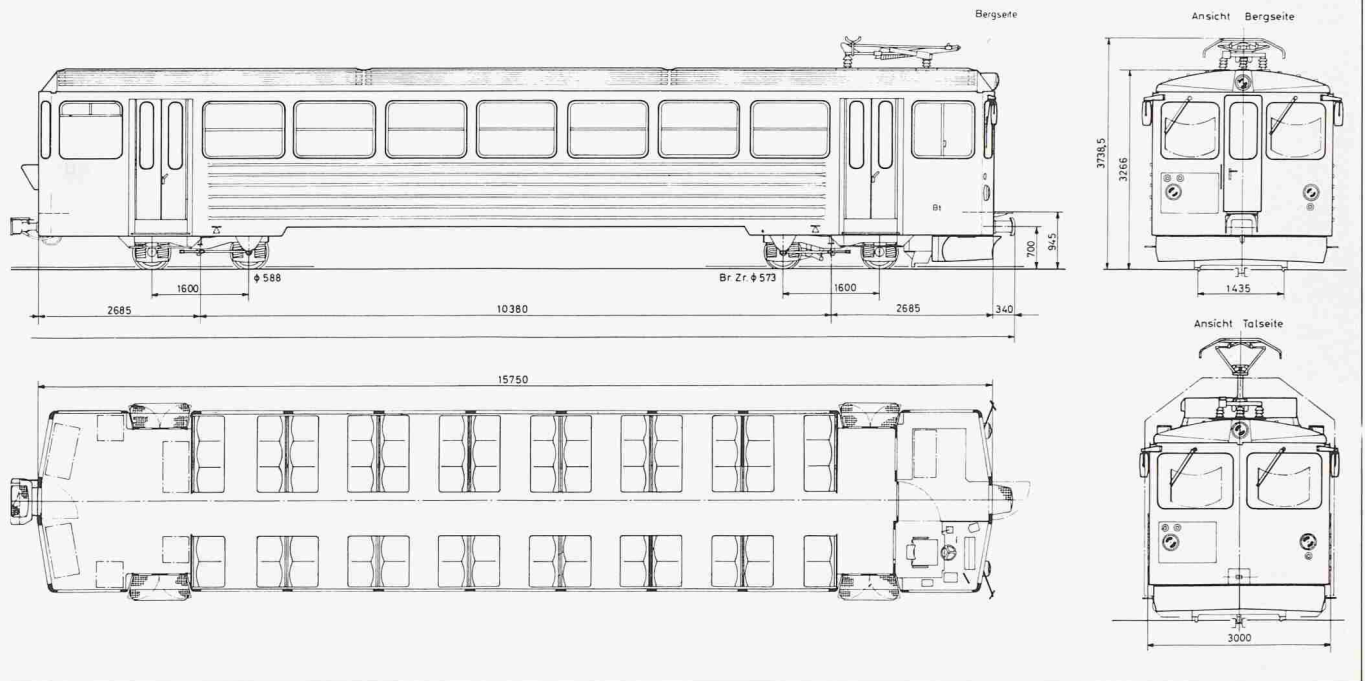 Bergseite
Bt
ϕ 588
Br. Zr. ϕ 573
1600
1600
2685
10380
2685
340
700
945
15750
Ansicht Bergseite
3738,5
3266
1435
Ansicht Talseite
3000